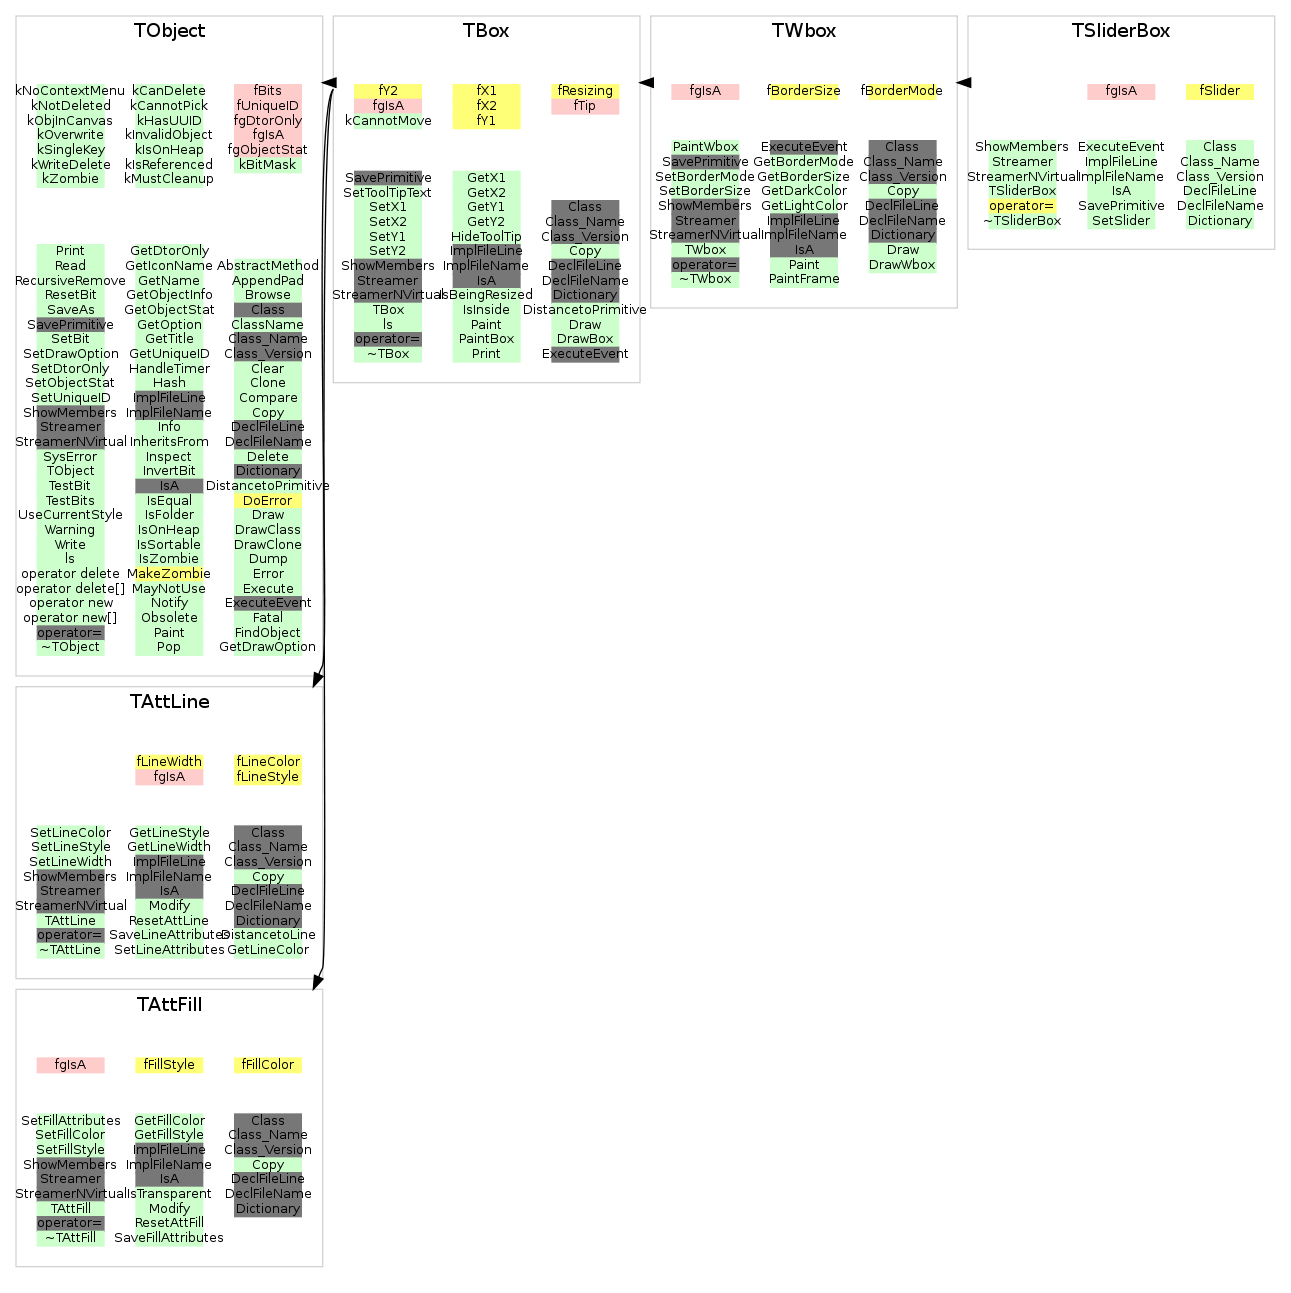 TObject
kNoContextMenu kCanDelete fBits
kNotDeleted kCannotPick fUniqueID
kObjInCanvas kHasUUID fgDtorOnly
kOverwrite kInvalidObject fgIsA
kSingleKey kIsOnHeap fgObjectStat
kWriteDelete kIsReferenced kBitMask
kZombie kMustCleanup
Print GetDtorOnly
Read GetIconName AbstractMethod
RecursiveRemove GetName AppendPad
ResetBit GetObjectInfo Browse
SaveAs GetObjectStat Class
SavePrimitive GetOption ClassName
SetBit GetTitle Class_Name
SetDrawOption GetUniqueID Class_Version
SetDtorOnly HandleTimer Clear
SetObjectStat Hash Clone
SetUniqueID ImplFileLine Compare
ShowMembers ImplFileName Copy
Streamer Info DeclFileLine
StreamerNVirtual InheritsFrom DeclFileName
SysError Inspect Delete
TObject InvertBit Dictionary
TestBit IsA DistancetoPrimitive
TestBits IsEqual DoError
UseCurrentStyle IsFolder Draw
Warning IsOnHeap DrawClass
Write IsSortable DrawClone
ls IsZombie Dump
operator delete MakeZombie Error
operator delete[] MayNotUse Execute
operator new Notify ExecuteEvent
operator new[] Obsolete Fatal
operator= Paint FindObject
~TObject Pop GetDrawOption
TBox
fY2 fX1 fResizing
fgIsA fX2 fTip
kCannotMove fY1
SavePrimitive GetX1
SetToolTipText GetX2
SetX1 GetY1 Class
SetX2 GetY2 Class_Name
SetY1 HideToolTip Class_Version
SetY2 ImplFileLine Copy
ShowMembers ImplFileName DeclFileLine
Streamer IsA DeclFileName
StreamerNVirtual IsBeingResized Dictionary
TBox IsInside DistancetoPrimitive
ls Paint Draw
operator= PaintBox DrawBox
~TBox Print ExecuteEvent
TWbox
fgIsA fBorderSize fBorderMode
PaintWbox ExecuteEvent Class
SavePrimitive GetBorderMode Class_Name
SetBorderMode GetBorderSize Class_Version
SetBorderSize GetDarkColor Copy
ShowMembers GetLightColor DeclFileLine
Streamer ImplFileLine DeclFileName
StreamerNVirtual ImplFileName Dictionary
TWbox IsA Draw
operator= Paint DrawWbox
~TWbox PaintFrame
TSliderBox
fgIsA fSlider
ShowMembers ExecuteEvent Class
Streamer ImplFileLine Class_Name
StreamerNVirtual ImplFileName Class_Version
TSliderBox IsA DeclFileLine
operator= SavePrimitive DeclFileName
~TSliderBox SetSlider Dictionary
TAttLine
fLineWidth fLineColor
fgIsA fLineStyle
SetLineColor GetLineStyle Class
SetLineStyle GetLineWidth Class_Name
SetLineWidth ImplFileLine Class_Version
ShowMembers ImplFileName Copy
Streamer IsA DeclFileLine
StreamerNVirtual Modify DeclFileName
TAttLine ResetAttLine Dictionary
operator= SaveLineAttributes DistancetoLine
~TAttLine SetLineAttributes GetLineColor
TAttFill
fgIsA fFillStyle fFillColor
SetFillAttributes GetFillColor Class
SetFillColor GetFillStyle Class_Name
SetFillStyle ImplFileLine Class_Version
ShowMembers ImplFileName Copy
Streamer IsA DeclFileLine
StreamerNVirtual IsTransparent DeclFileName
TAttFill Modify Dictionary
operator= ResetAttFill
~TAttFill SaveFillAttributes